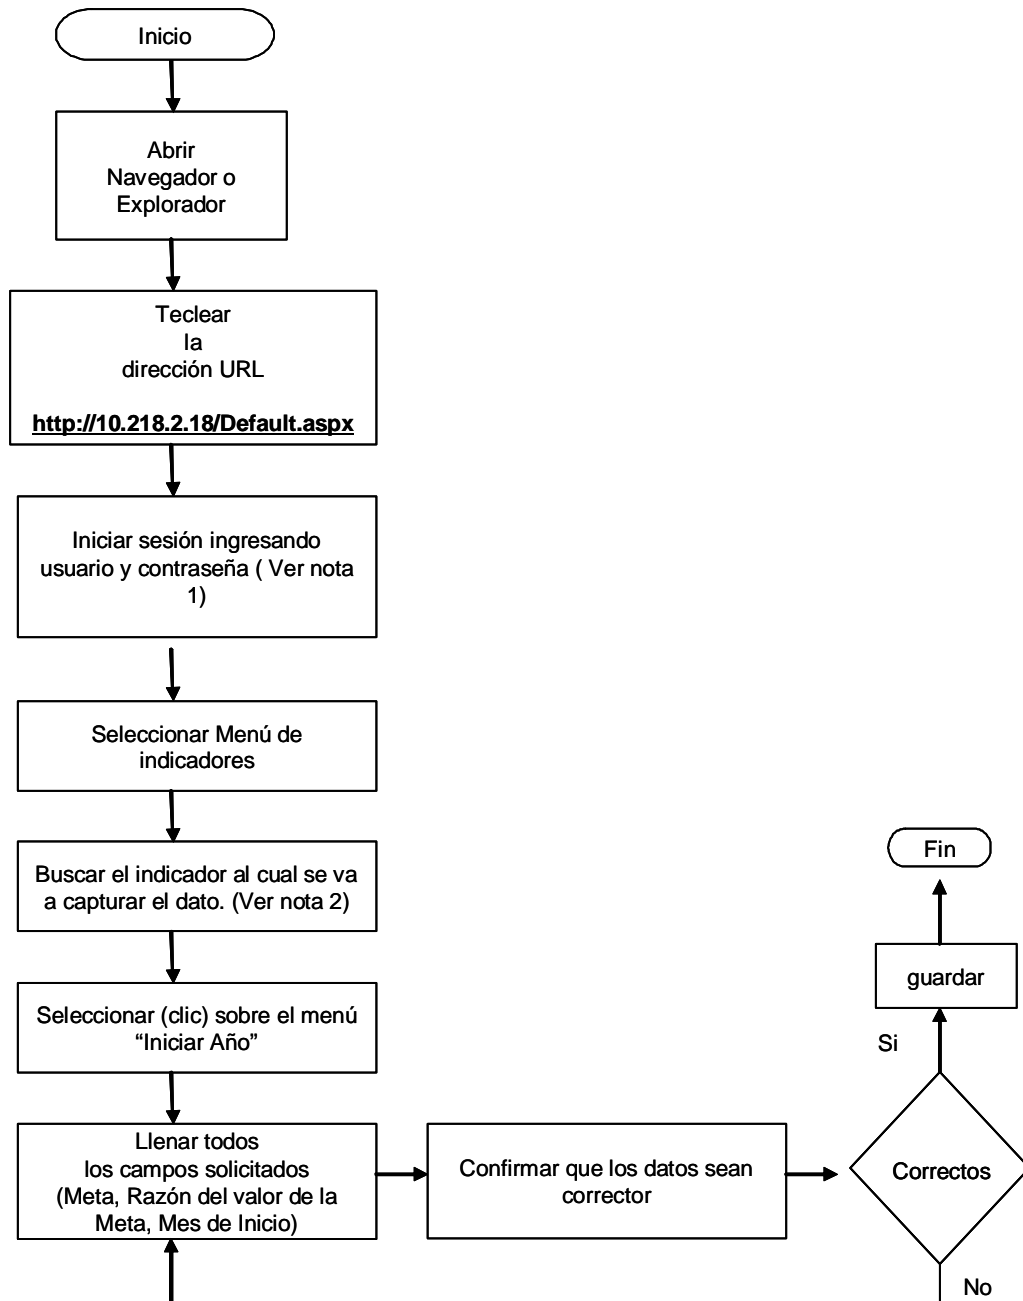 Inicio
Abrir
Navegador o
Explorador
Teclear
la
dirección URL
http://10.218.2.18/Default.aspx
Iniciar sesión ingresando
usuario y contraseña ( Ver nota
1)
Seleccionar Menú de
indicadores
Buscar el indicador al cual se va
a capturar el dato. (Ver nota 2)
Seleccionar (clic) sobre el menú
“Iniciar Año”
Llenar todos
los campos solicitados
(Meta, Razón del valor de la
Meta, Mes de Inicio)
Confirmar que los datos sean
corrector
Correctos
No
Si
guardar
Fin